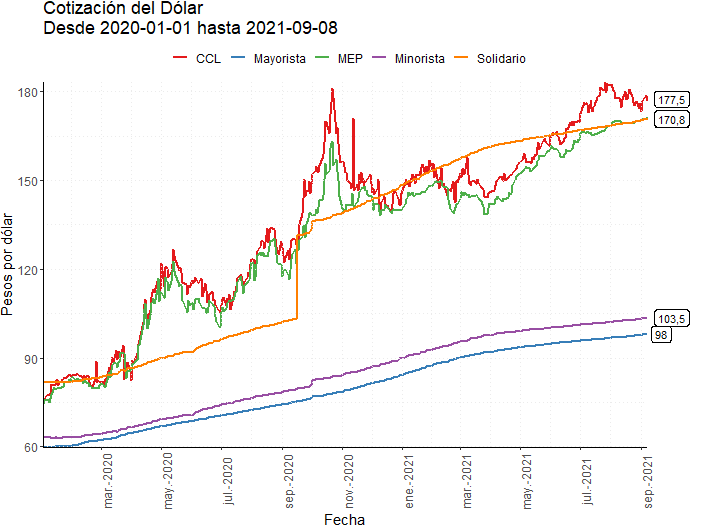 Cotización del Dólar
Desde 2020-01-01 hasta 2021-09-08
CCL Mayorista MEP Minorista Solidario
Pesos por dólar
180
150
120
90
60
177,5
170,8
103,5
98
mar.-2020
may.-2020
jul.-2020
sep.-2020
nov.-2020
ene.-2021
mar.-2021
may.-2021
jul.-2021
sep.-2021
Fecha